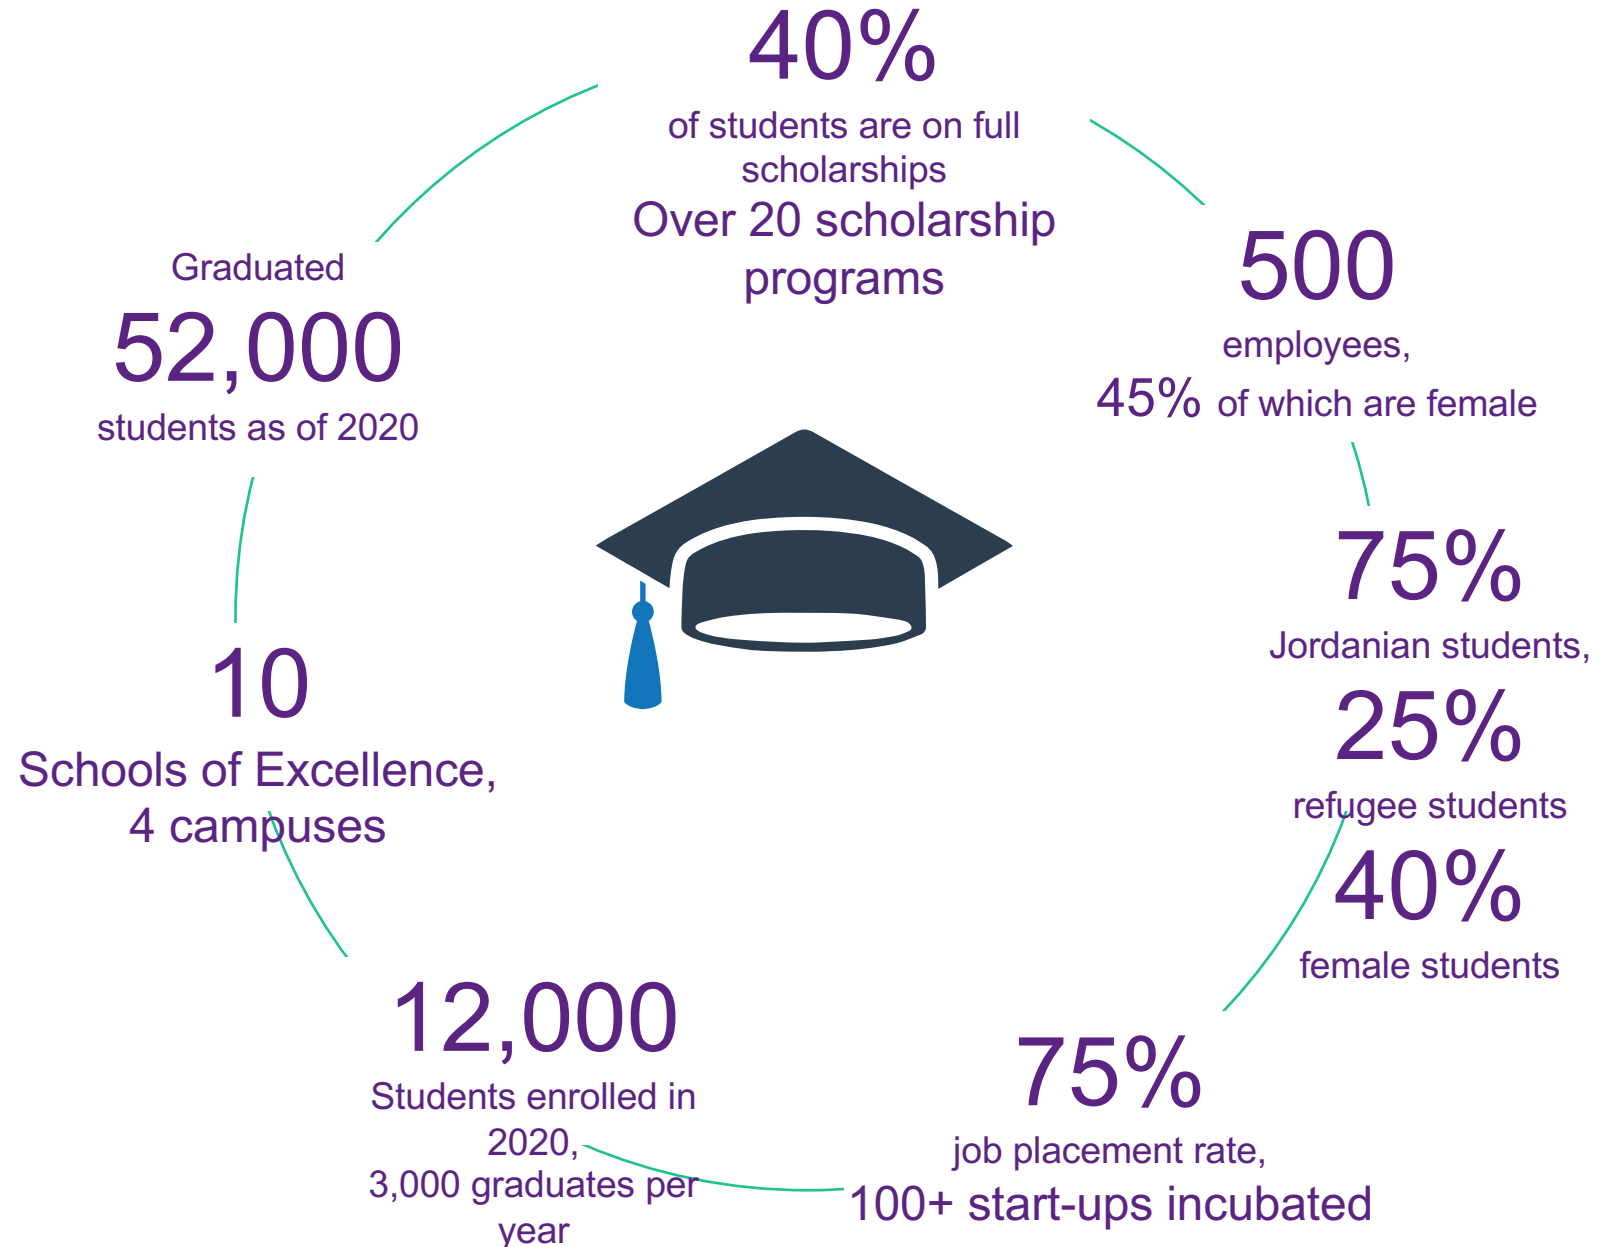 40%
of students are on full
scholarships
Over 20 scholarship
programs
500
employees,
45% of which are female
75%
Jordanian students,
25%
refugee students
40%
female students
75%
job placement rate,
100+ start-ups incubated
12,000
Students enrolled in
2020,
3,000 graduates per
year
10
Schools of Excellence,
4 campuses
Graduated
52,000
students as of 2020